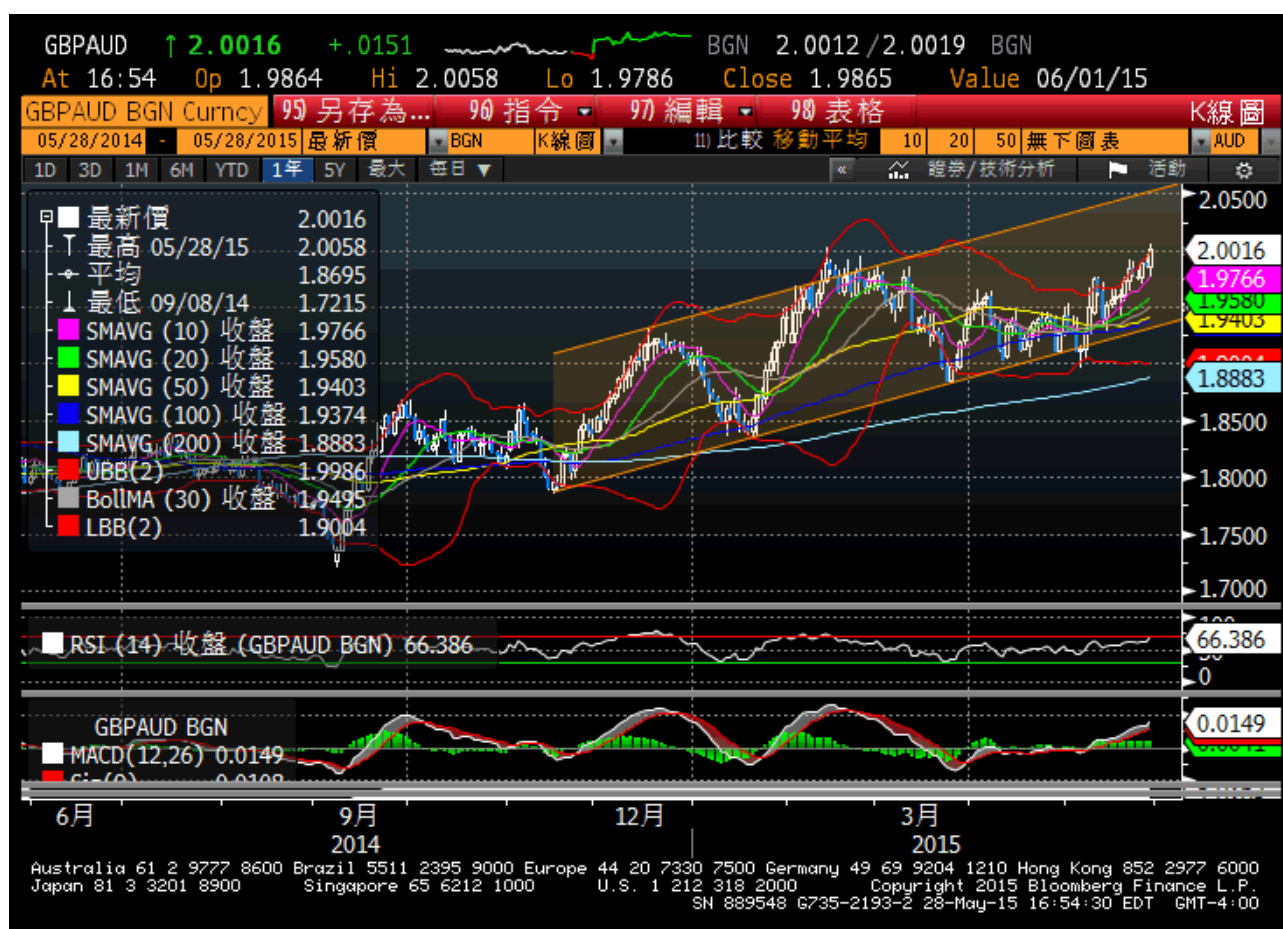 GBPAUD ↑ 2.0016 +.0151 BGN 2.0012/2.0019 BGN
At 16:54 Op 1.9864 Hi 2.0058 Lo 1.9786 Close 1.9865 Value 06/01/15
GBPAUD BGN Curncy 95) 另存為... 96) 指令 97) 編輯 98) 表格 K線圖
05/28/2014 - 05/28/2015 最新價 BGN K線圖 11) 比較 移動平均 10 20 50 無下圖表 AUD
1D 3D 1M 6M YTD 1年 5Y 最大 每日 ▼ « 證券/技術分析 活動
最新價 2.0016
最高 05/28/15 2.0058
平均 1.8695
最低 09/08/14 1.7215
SMAVG (10) 收盤 1.9766
SMAVG (20) 收盤 1.9580
SMAVG (50) 收盤 1.9403
SMAVG (100) 收盤 1.9374
SMAVG (200) 收盤 1.8883
UBB(2) 1.9986
BollMA (30) 收盤 1.9495
LBB(2) 1.9004
2.0500
2.0016
1.9766
1.9580
1.9403
1.8883
1.8500
1.8000
1.7500
1.7000
RSI (14) 收盤 (GBPAUD BGN) 66.386
66.386
0
GBPAUD BGN
MACD(12,26) 0.0149
0.0149
6月 9月 12月 3月
2014 2015
Australia 61 2 9777 8600 Brazil 5511 2395 9000 Europe 44 20 7330 7500 Germany 49 69 9204 1210 Hong Kong 852 2977 6000
Japan 81 3 3201 8900 Singapore 65 6212 1000 U.S. 1 212 318 2000 Copyright 2015 Bloomberg Finance L.P.
SN 889548 G735-2193-2 28-May-15 16:54:30 EDT GMT-4:00